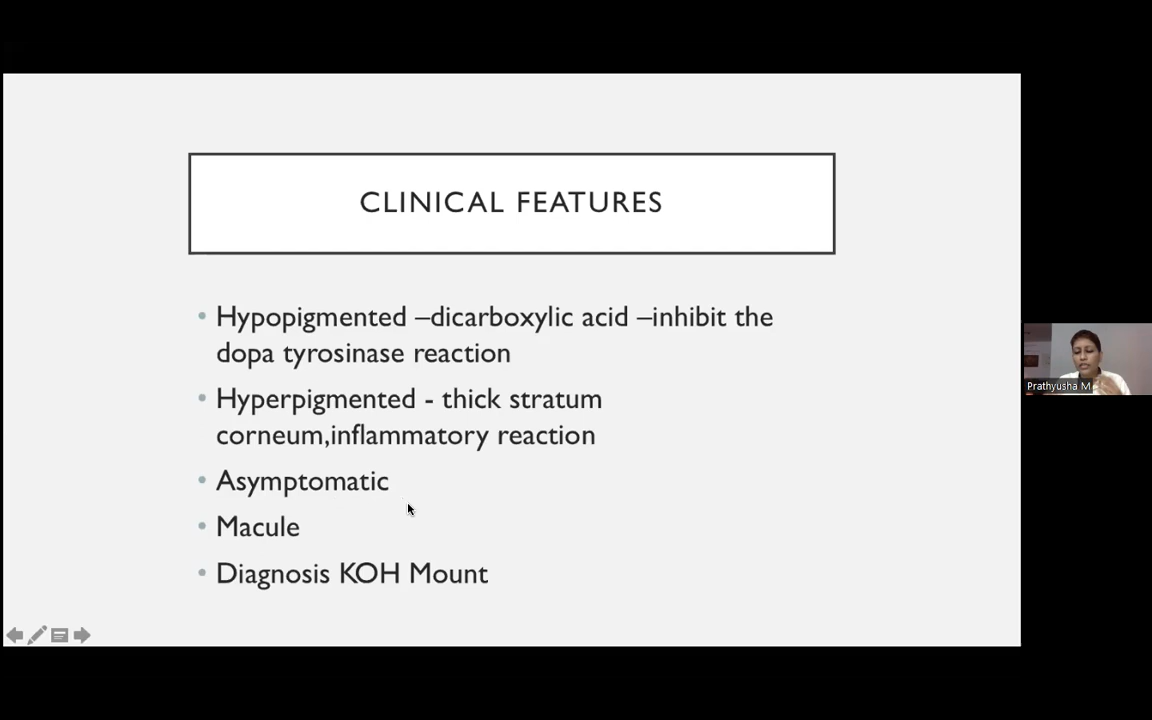 CLINICAL FEATURES
• Hypopigmented –dicarboxylic acid –inhibit the
dopa tyrosinase reaction
• Hyperpigmented - thick stratum
corneum,inflammatory reaction
• Asymptomatic
• Macule
• Diagnosis KOH Mount
Prathyusha M